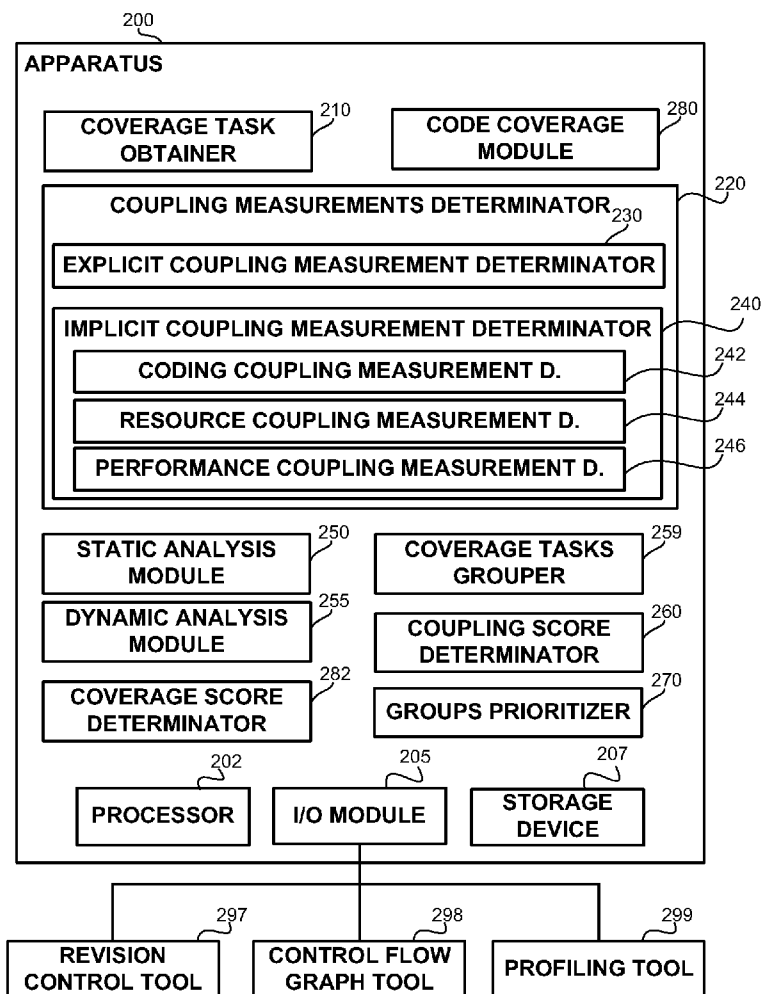 200
APPARATUS
210
COVERAGE TASK
OBTAINER
280
CODE COVERAGE
MODULE
220
COUPLING MEASUREMENTS DETERMINATOR
230
EXPLICIT COUPLING MEASUREMENT DETERMINATOR
240
IMPLICIT COUPLING MEASUREMENT DETERMINATOR
242
CODING COUPLING MEASUREMENT D.
244
RESOURCE COUPLING MEASUREMENT D.
246
PERFORMANCE COUPLING MEASUREMENT D.
250
STATIC ANALYSIS
MODULE
259
COVERAGE TASKS
GROUPER
255
DYNAMIC ANALYSIS
MODULE
260
COUPLING SCORE
DETERMINATOR
282
COVERAGE SCORE
DETERMINATOR
270
GROUPS PRIORITIZER
202
PROCESSOR
205
I/O MODULE
207
STORAGE
DEVICE
297
REVISION
CONTROL TOOL
298
CONTROL FLOW
GRAPH TOOL
299
PROFILING TOOL